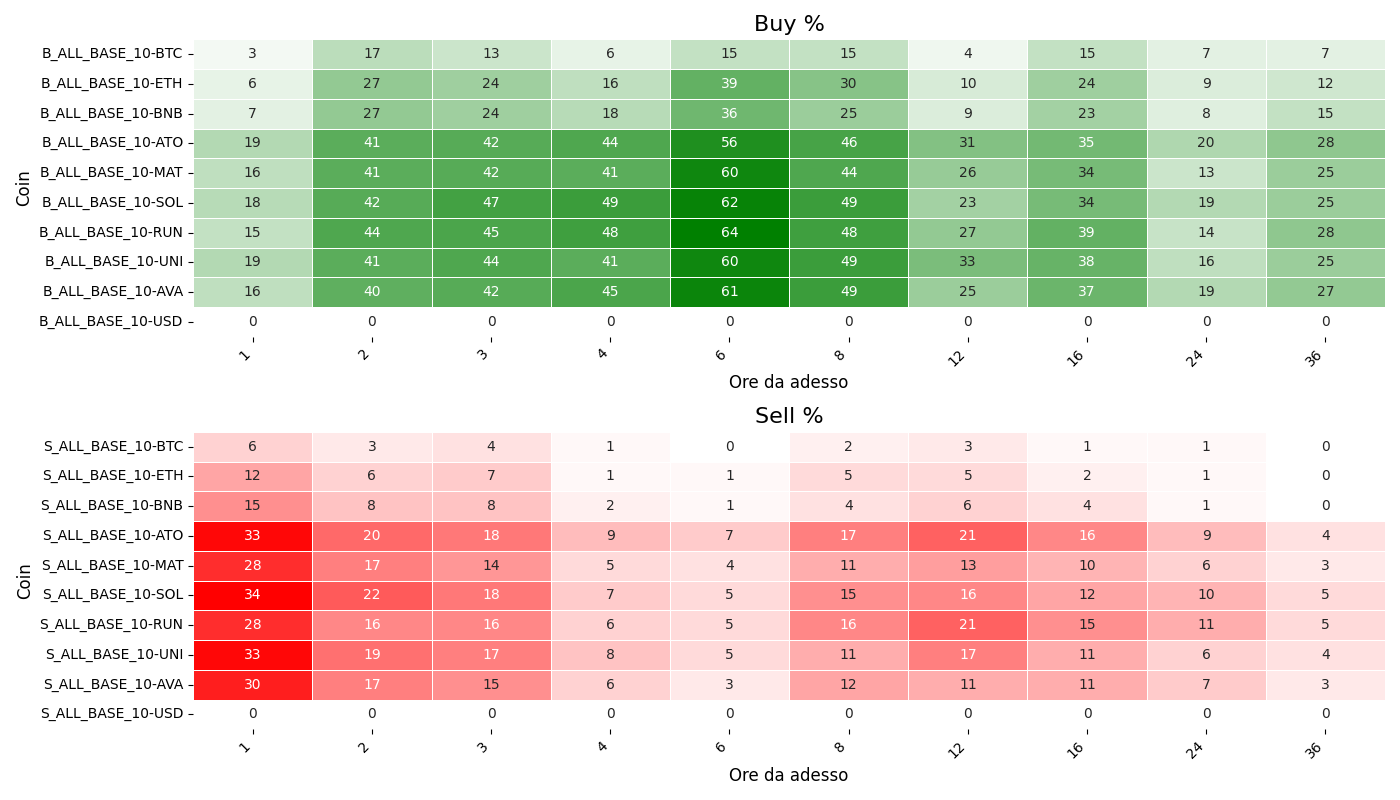 Buy %
Coin
B_ALL_BASE_10-BTC 3 17 13 6 15 15 4 15 7 7
B_ALL_BASE_10-ETH 6 27 24 16 39 30 10 24 9 12
B_ALL_BASE_10-BNB 7 27 24 18 36 25 9 23 8 15
B_ALL_BASE_10-ATO 19 41 42 44 56 46 31 35 20 28
B_ALL_BASE_10-MAT 16 41 42 41 60 44 26 34 13 25
B_ALL_BASE_10-SOL 18 42 47 49 62 49 23 34 19 25
B_ALL_BASE_10-RUN 15 44 45 48 64 48 27 39 14 28
B_ALL_BASE_10-UNI 19 41 44 41 60 49 33 38 16 25
B_ALL_BASE_10-AVA 16 40 42 45 61 49 25 37 19 27
B_ALL_BASE_10-USD 0 0 0 0 0 0 0 0 0 0
1 2 3 4 6 8 12 16 24 36
Ore da adesso
Sell %
Coin
S_ALL_BASE_10-BTC 6 3 4 1 0 2 3 1 1 0
S_ALL_BASE_10-ETH 12 6 7 1 1 5 5 2 1 0
S_ALL_BASE_10-BNB 15 8 8 2 1 4 6 4 1 0
S_ALL_BASE_10-ATO 33 20 18 9 7 17 21 16 9 4
S_ALL_BASE_10-MAT 28 17 14 5 4 11 13 10 6 3
S_ALL_BASE_10-SOL 34 22 18 7 5 15 16 12 10 5
S_ALL_BASE_10-RUN 28 16 16 6 5 16 21 15 11 5
S_ALL_BASE_10-UNI 33 19 17 8 5 11 17 11 6 4
S_ALL_BASE_10-AVA 30 17 15 6 3 12 11 11 7 3
S_ALL_BASE_10-USD 0 0 0 0 0 0 0 0 0 0
1 2 3 4 6 8 12 16 24 36
Ore da adesso